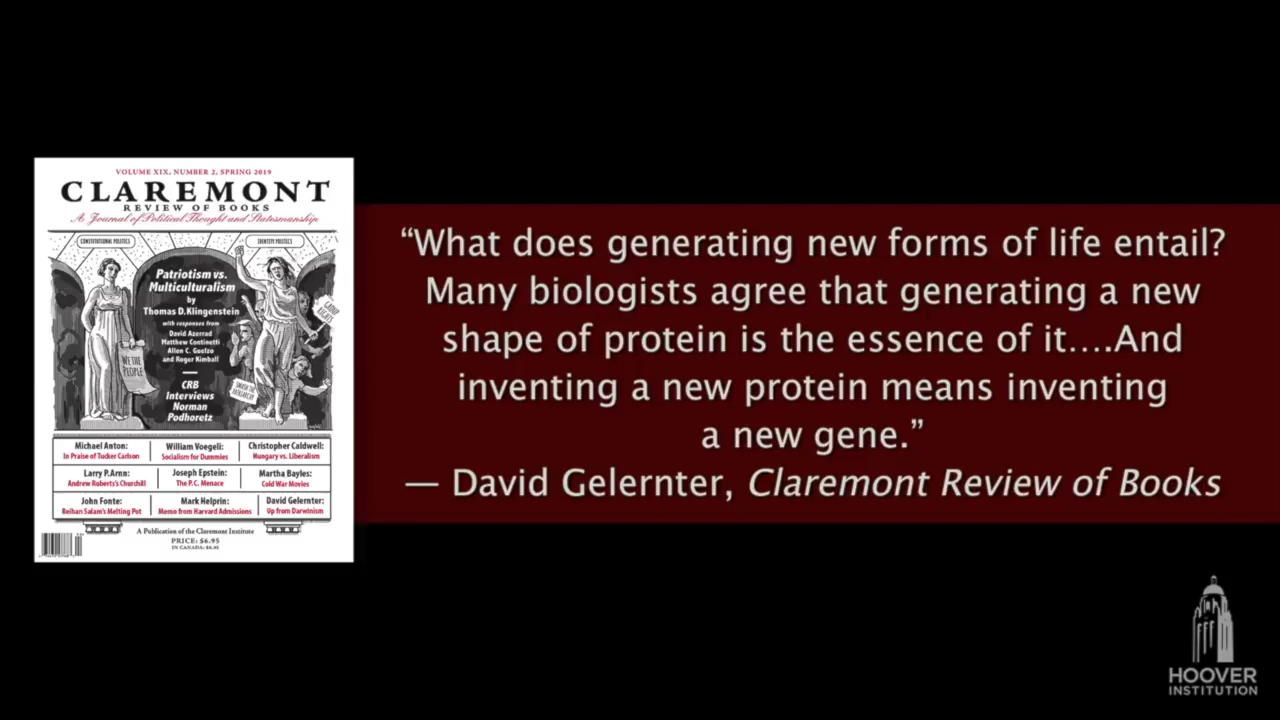 VOLUME XIX, NUMBER 2, SPRING 2019
CLAREMONT
REVIEW OF BOOKS
A Journal of Political Thought and Statesmanship
CONSTITUTIONAL POLITICS
IDENTITY POLITICS
Patriotism vs.
Multiculturalism
by
Thomas D. Klingenstein
with responses from
David Azerrad
Matthew Continetti
Allen C. Guelzo
and Roger Kimball
CRB
Interviews
Norman
Podhoretz
WE THE
PEOPLE
Michael Anton:
In Praise of Tucker Carlson
William Voegeli:
Socialism for Dummies
Christopher Caldwell:
Hungary vs. Liberalism
Larry P. Arnn:
Andrew Roberts's Churchill
Joseph Epstein:
The P.C. Menace
Martha Bayles:
Cold War Movies
John Fonte:
Reihan Salam's Melting Pot
Mark Helprin:
Memo from Harvard Admissions
David Gelernter:
Up from Darwinism
A Publication of the Claremont Institute
PRICE: $6.95
IN CANADA: $8.95
“What does generating new forms of life entail?
Many biologists agree that generating a new
shape of protein is the essence of it….And
inventing a new protein means inventing
a new gene.”
— David Gelernter, Claremont Review of Books
HOOVER
INSTITUTION